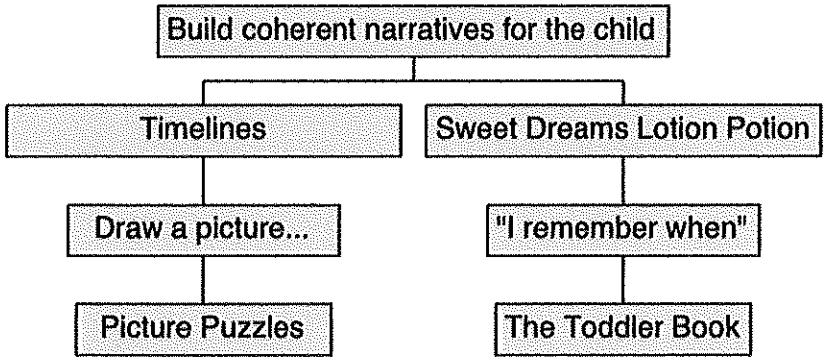 Build coherent narratives for the child
Timelines
Sweet Dreams Lotion Potion
Draw a picture...
"I remember when"
Picture Puzzles
The Toddler Book